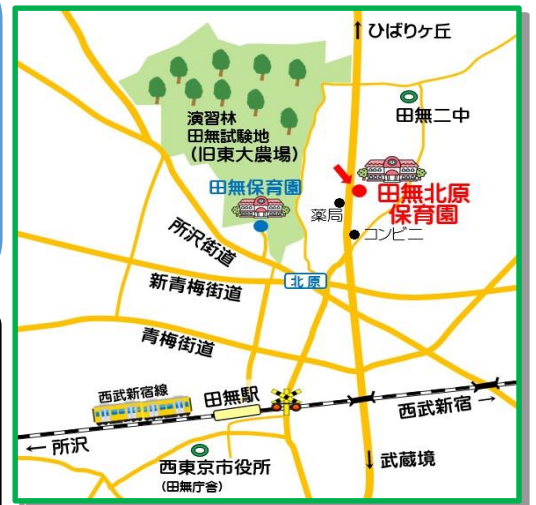 ↑ひばりヶ丘
田無二中
演習林
田無試験地
(旧東大農場)
田無保育園
田無北原
保育園
薬局
コンビニ
所沢街道
北原
新青梅街道
青梅街道
西武新宿線
田無駅
西武新宿→
←所沢
西東京市役所
(田無庁舎)
↓武蔵境